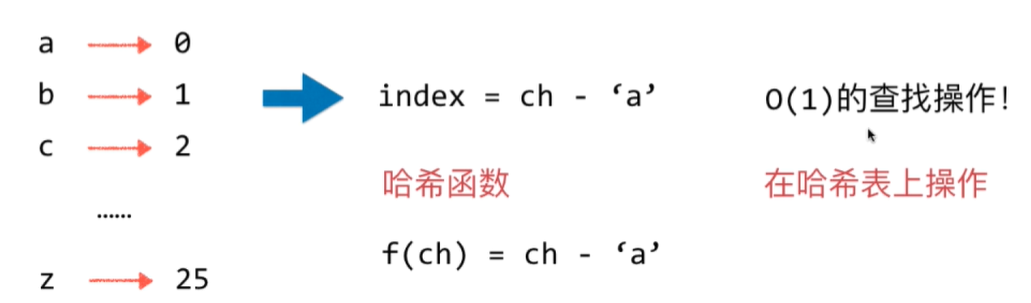 a → 0
b → 1
index = ch - ‘a’
O(1)的查找操作!
c → 2
哈希函数
在哈希表上操作
......
f(ch) = ch - ‘a’
z → 25